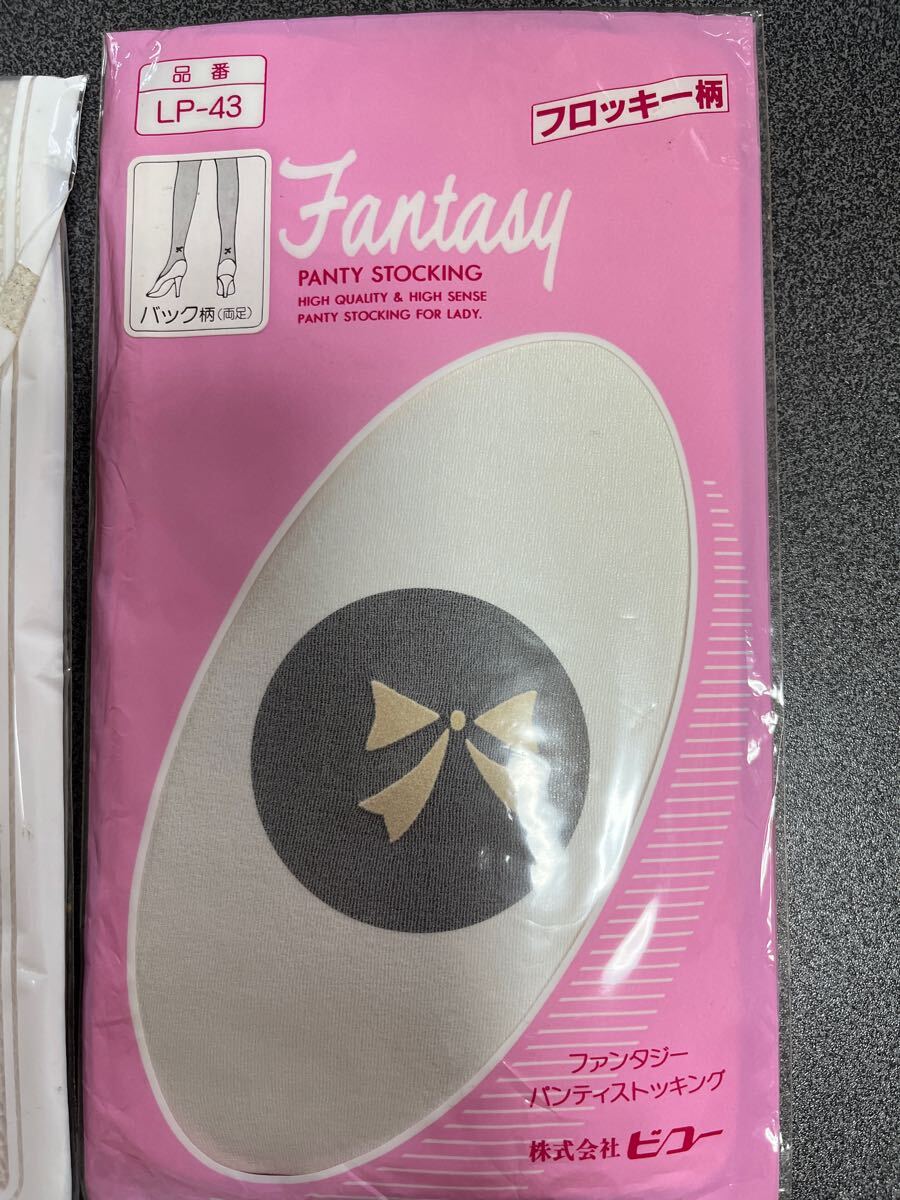 品番
LP-43
フロッキー柄
バック柄(両足)
Fantasy
PANTY STOCKING
HIGH QUALITY & HIGH SENSE
PANTY STOCKING FOR LADY.
ファンタジー
パンティストッキング
株式会社 ビユー